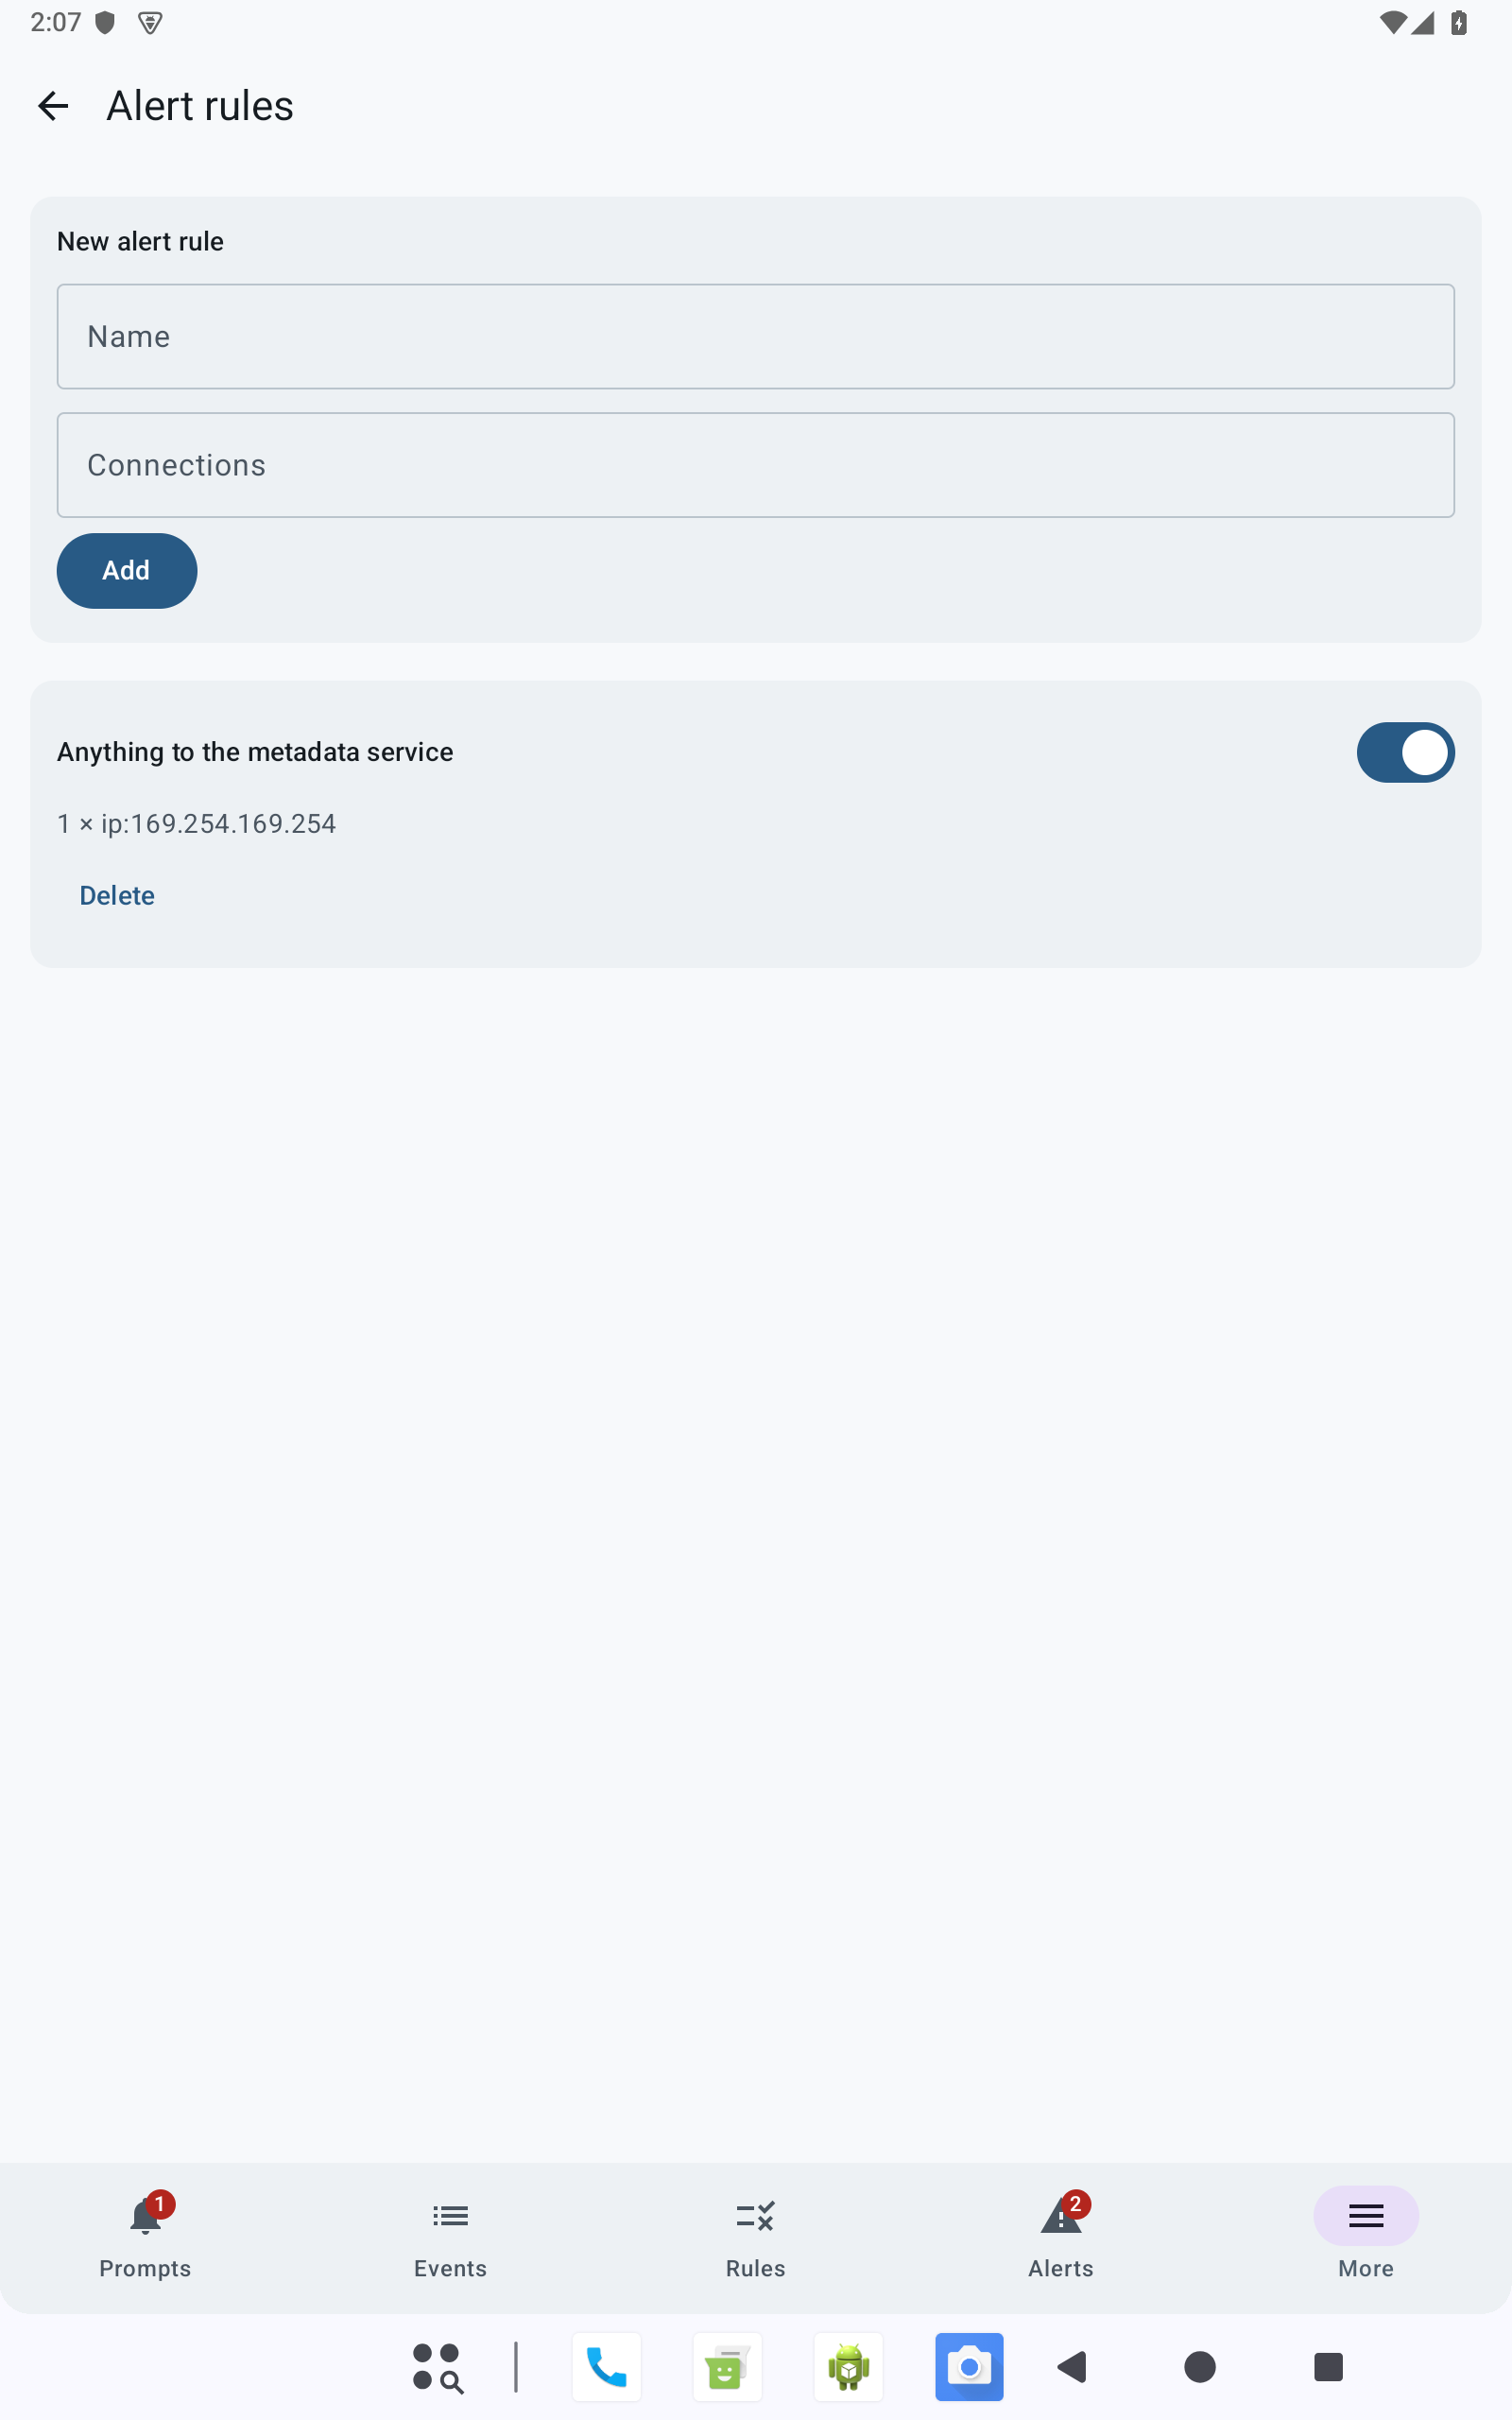 2:07
Alert rules
New alert rule
Name
Connections
Add
Anything to the metadata service
1 × ip:169.254.169.254
Delete
1
2
Prompts
Events
Rules
Alerts
More